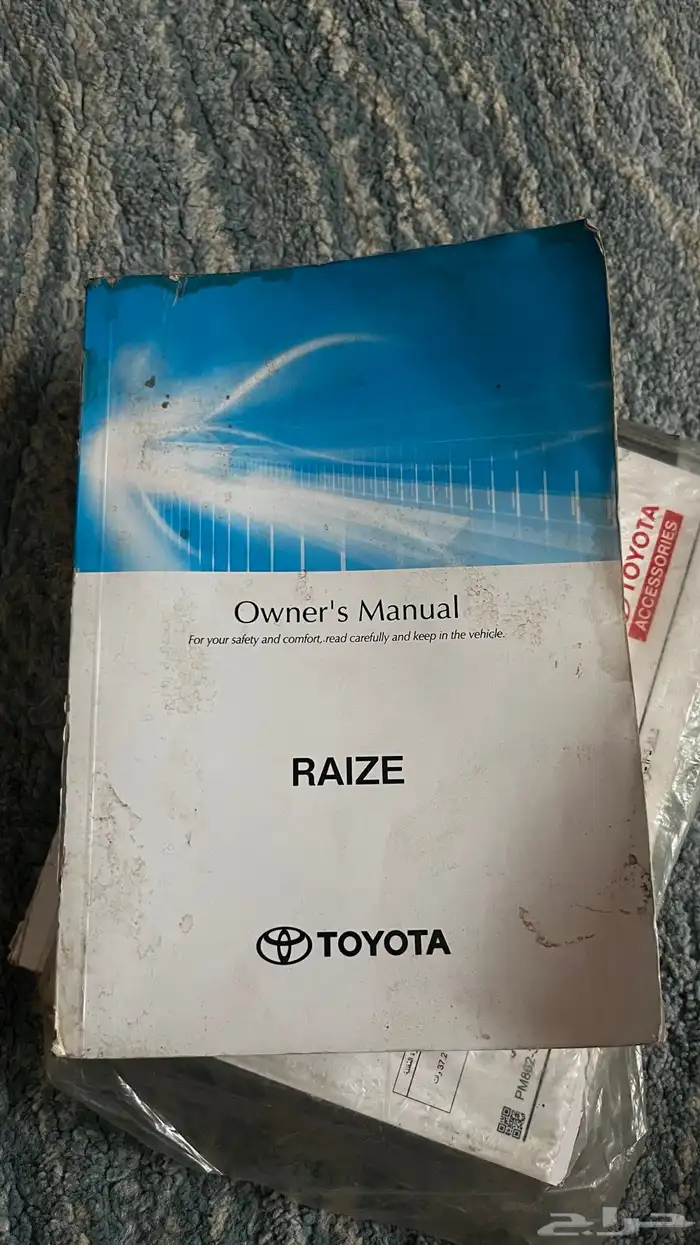 Owner's Manual
For your safety and comfort, read carefully and keep in the vehicle.
RAIZE
TOYOTA
TOYOTA
ACCESSORIES
حراج